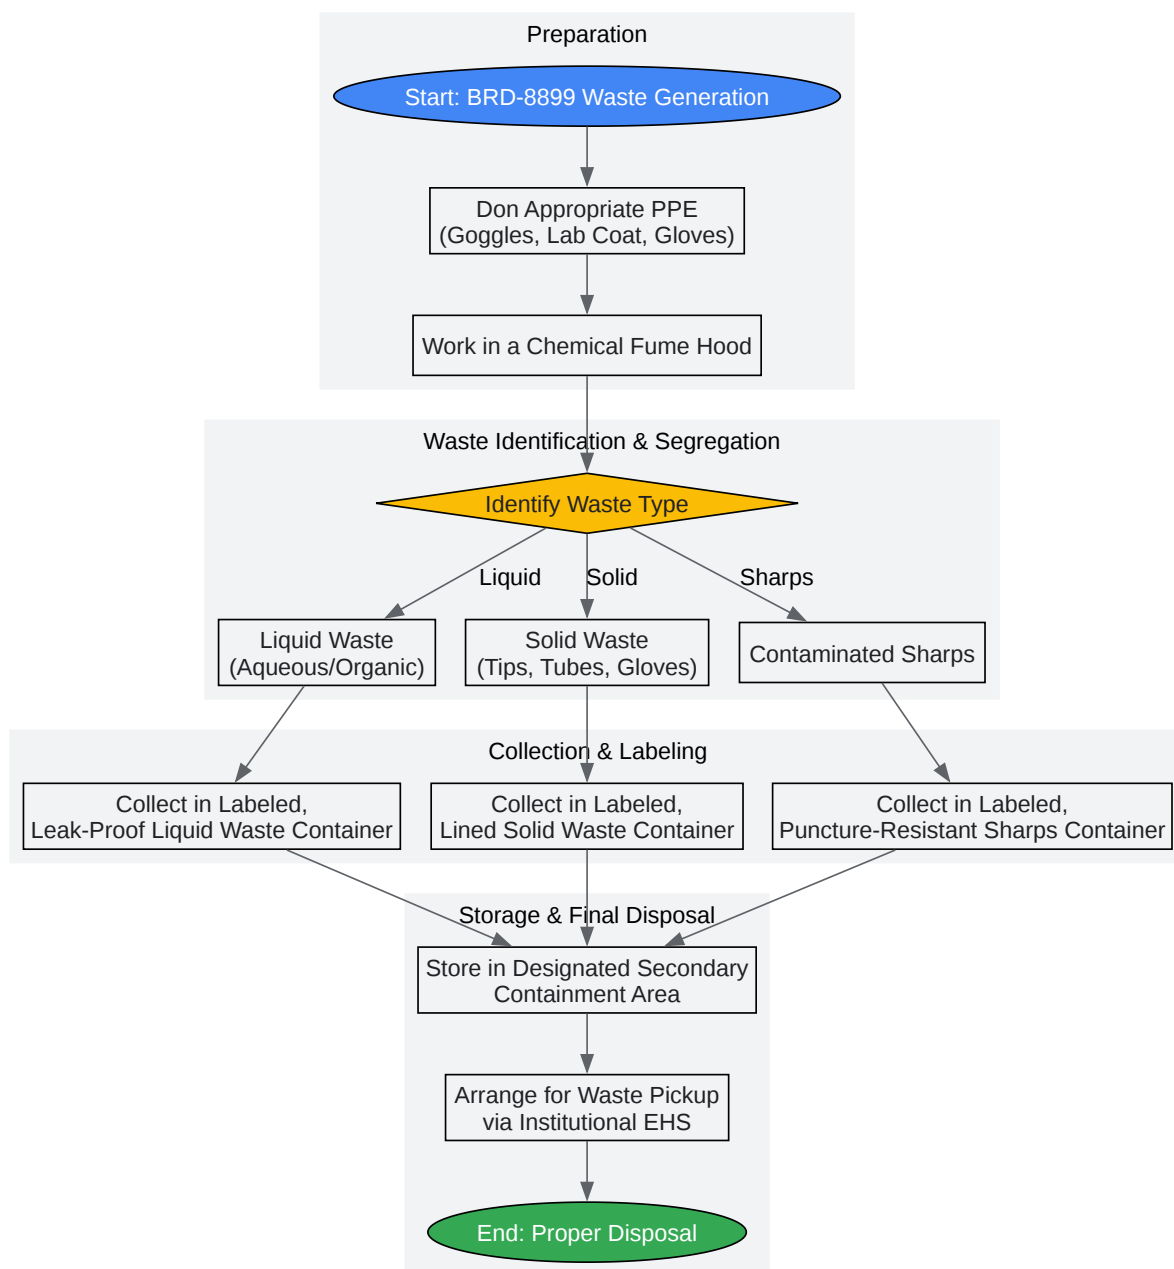 Preparation
Start: BRD-8899 Waste Generation
Don Appropriate PPE
(Goggles, Lab Coat, Gloves)
Work in a Chemical Fume Hood
Waste Identification & Segregation
Identify Waste Type
Liquid
Solid
Sharps
Liquid Waste
(Aqueous/Organic)
Solid Waste
(Tips, Tubes, Gloves)
Contaminated Sharps
Collection & Labeling
Collect in Labeled,
Leak-Proof Liquid Waste Container
Collect in Labeled,
Lined Solid Waste Container
Collect in Labeled,
Puncture-Resistant Sharps Container
Storage & Final Disposal
Store in Designated Secondary
Containment Area
Arrange for Waste Pickup
via Institutional EHS
End: Proper Disposal